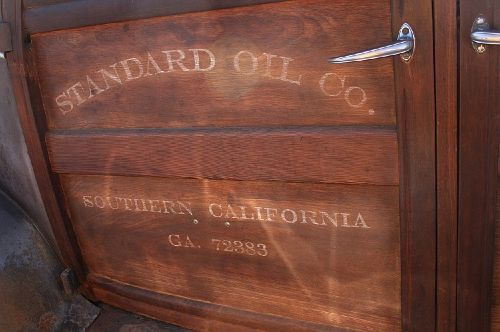 STANDARD OIL CO.
SOUTHERN CALIFORNIA
GA. 72383